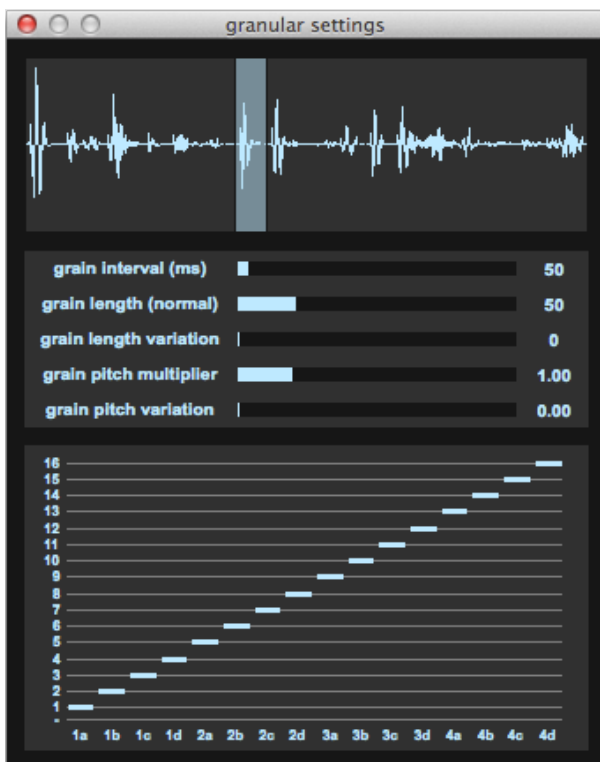 granular settings
grain interval (ms) 50
grain length (normal) 50
grain length variation 0
grain pitch multiplier 1.00
grain pitch variation 0.00
16
15
14
13
12
11
10
9
8
7
6
5
4
3
2
1
-
1a 1b 1c 1d 2a 2b 2c 2d 3a 3b 3c 3d 4a 4b 4c 4d